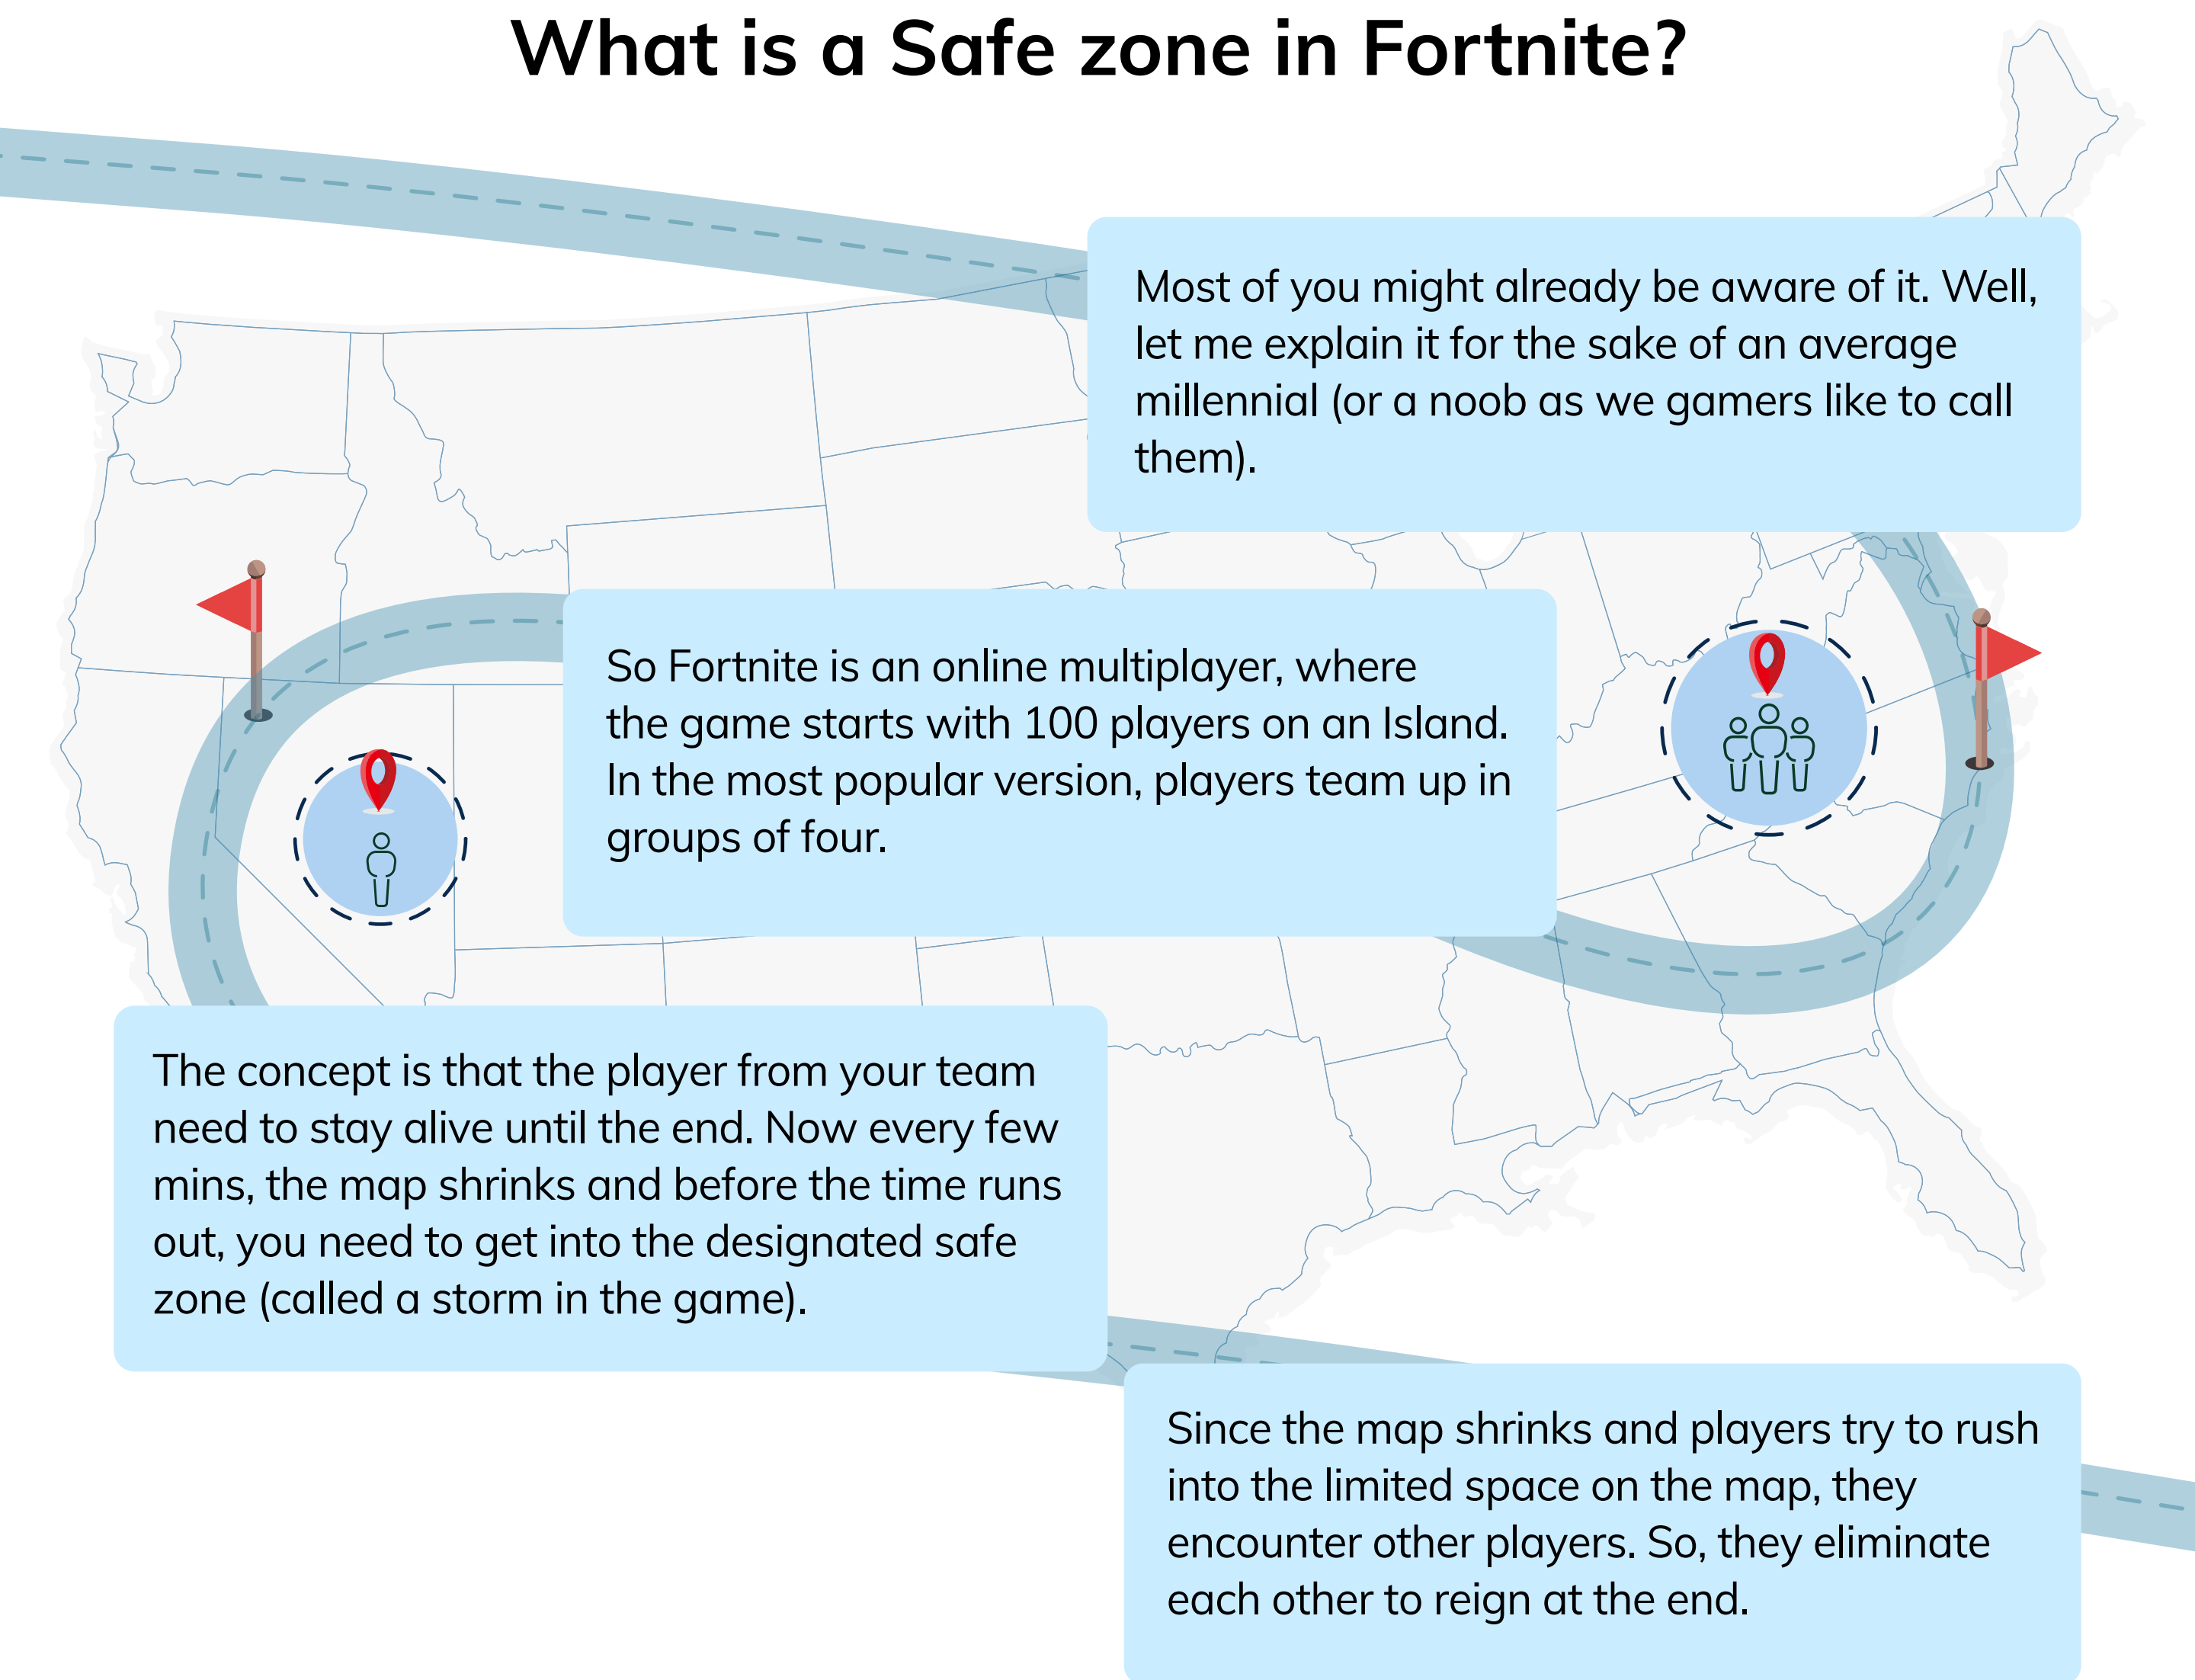 What is a Safe zone in Fortnite?
Most of you might already be aware of it. Well,
let me explain it for the sake of an average
millennial (or a noob as we gamers like to call
them).
So Fortnite is an online multiplayer, where
the game starts with 100 players on an Island.
In the most popular version, players team up in
groups of four.
The concept is that the player from your team
need to stay alive until the end. Now every few
mins, the map shrinks and before the time runs
out, you need to get into the designated safe
zone (called a storm in the game).
Since the map shrinks and players try to rush
into the limited space on the map, they
encounter other players. So, they eliminate
each other to reign at the end.